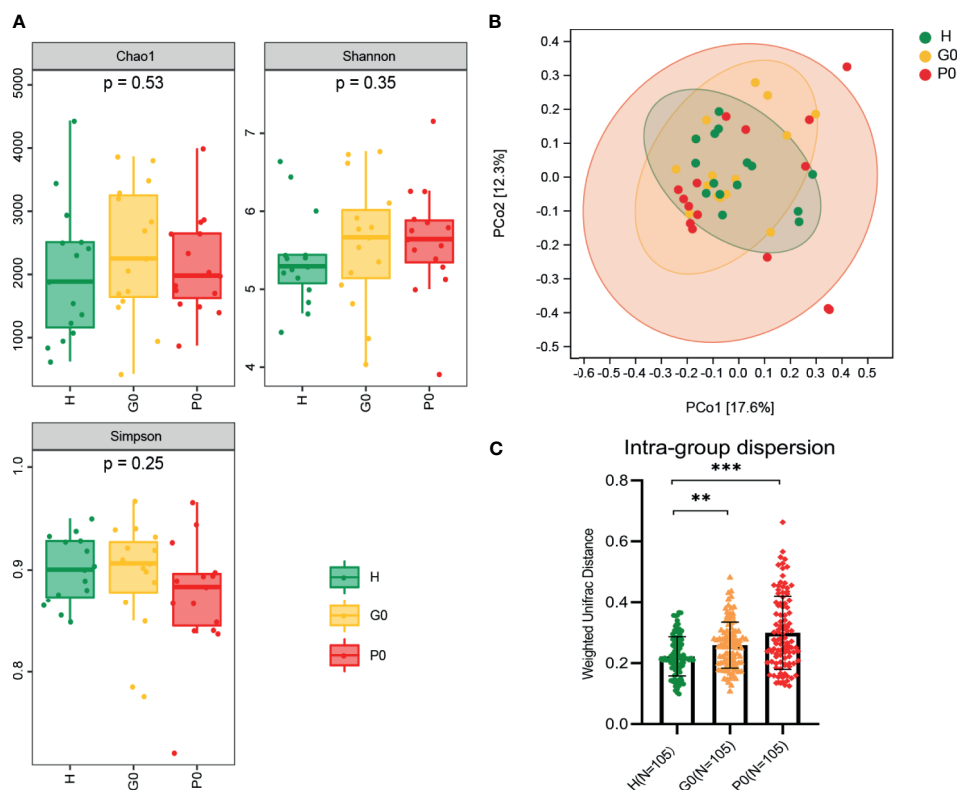 A
Chao1
p = 0.53
5000
4000
3000
2000
1000
H
G0
P0
Shannon
p = 0.35
7
6
5
4
H
G0
P0
Simpson
p = 0.25
1.0
0.9
0.8
H
G0
P0
H
G0
P0
B
0.4
0.3
0.2
0.1
0.0
-0.1
-0.2
-0.3
-0.4
-0.5
PCo2 [12.3%]
-0.6 -0.5 -0.4 -0.3 -0.2 -0.1 0.0 0.1 0.2 0.3 0.4 0.5
PCo1 [17.6%]
H
G0
P0
C
Intra-group dispersion
***
**
0.8
0.6
0.4
0.2
0.0
Weighted Unifrac Distance
H(N=105)
G0(N=105)
P0(N=105)